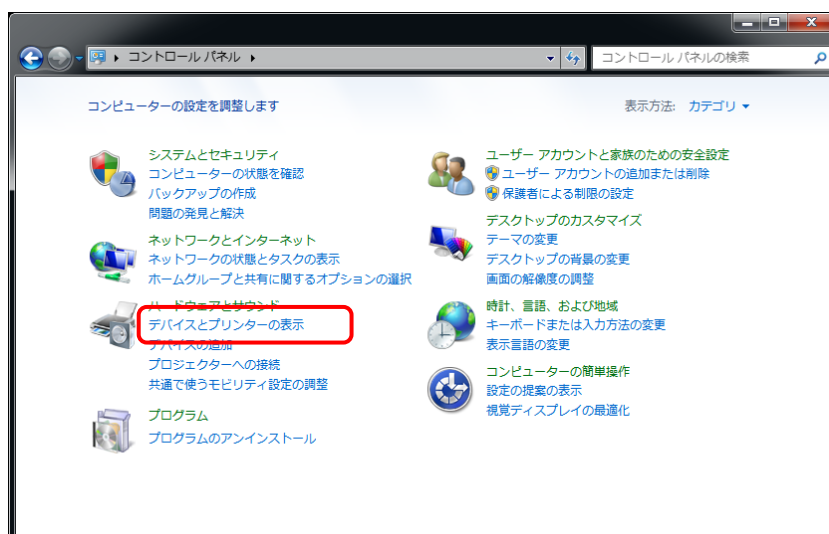 コントロール パネル
コントロール パネルの検索
コンピューターの設定を調整します
表示方法: カテゴリ
システムとセキュリティ
コンピューターの状態を確認
バックアップの作成
問題の発見と解決
ネットワークとインターネット
ネットワークの状態とタスクの表示
ホームグループと共有に関するオプションの選択
ハードウェアとサウンド
デバイスとプリンターの表示
デバイスの追加
プロジェクターへの接続
共通で使うモビリティ設定の調整
プログラム
プログラムのアンインストール
ユーザー アカウントと家族のための安全設定
ユーザー アカウントの追加または削除
保護者による制限の設定
デスクトップのカスタマイズ
テーマの変更
デスクトップの背景の変更
画面の解像度の調整
時計、言語、および地域
キーボードまたは入力方法の変更
表示言語の変更
コンピューターの簡単操作
設定の提案の表示
視覚ディスプレイの最適化